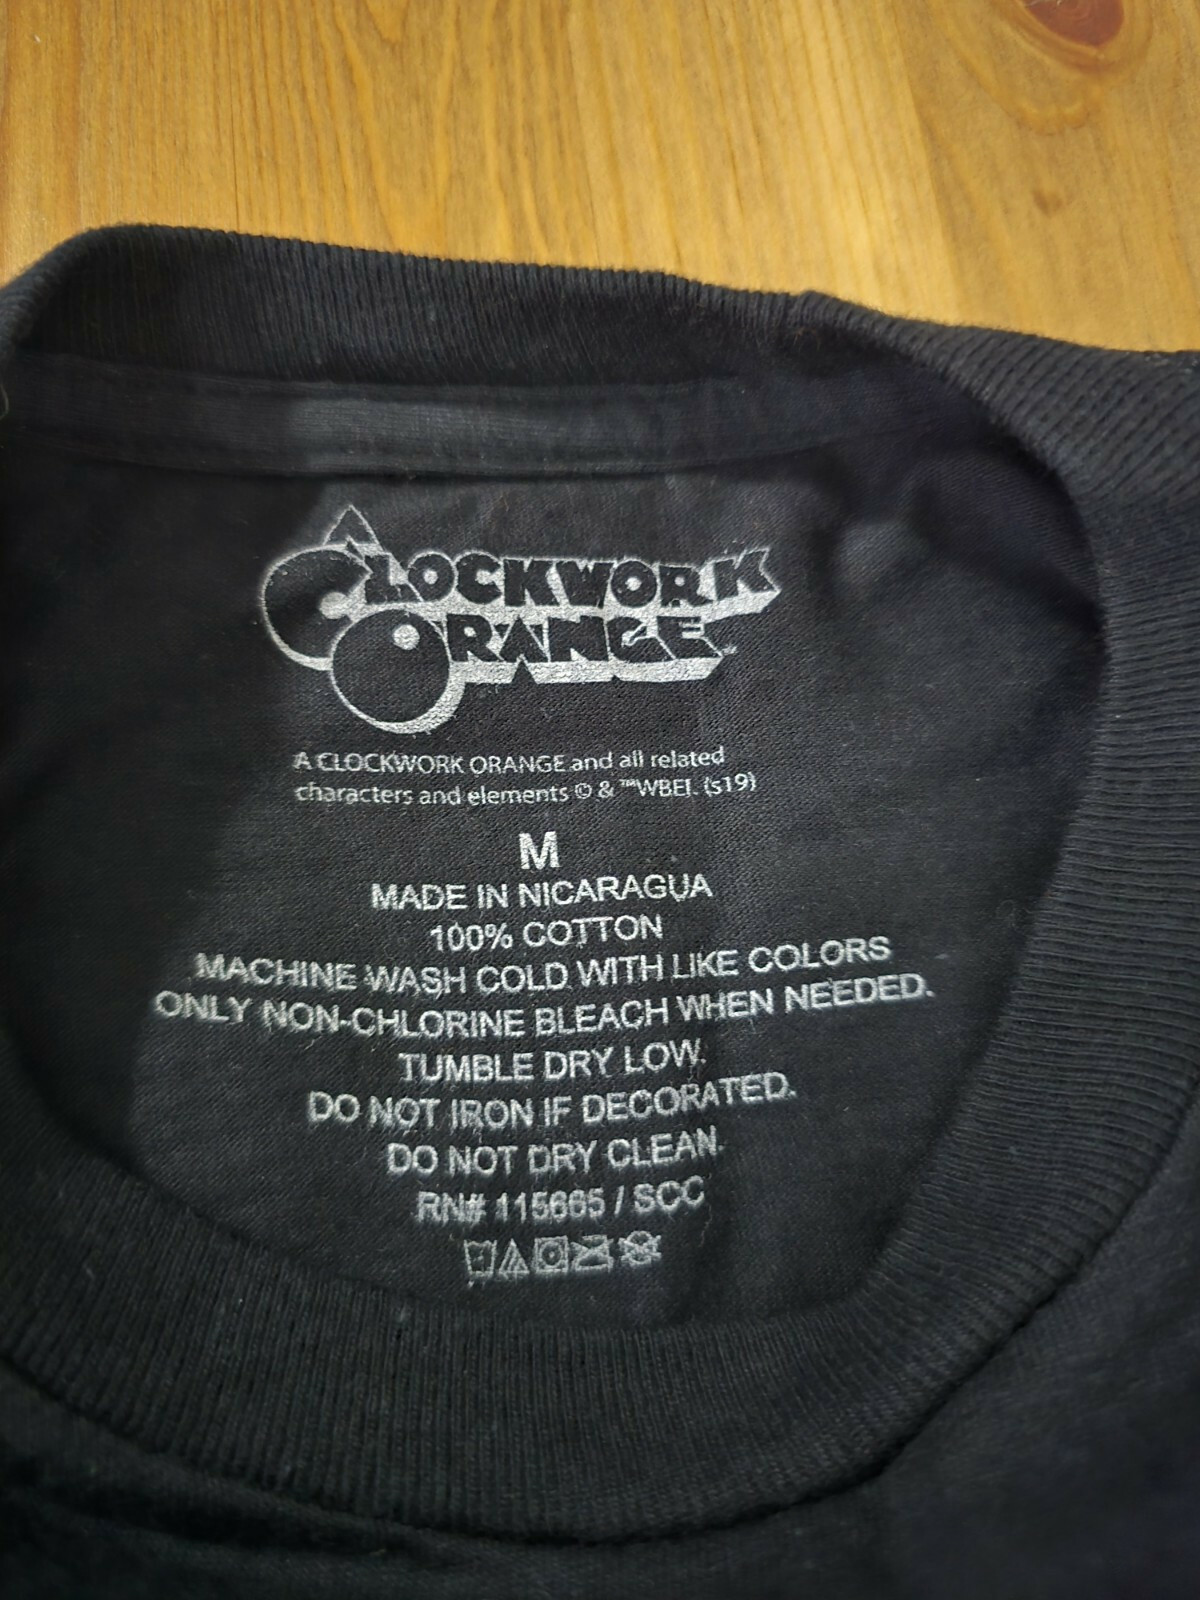 A CLOCKWORK
ORANGE™
A CLOCKWORK ORANGE and all related
characters and elements © & ™WBEI. (s19)
M
MADE IN NICARAGUA
100% COTTON
MACHINE WASH COLD WITH LIKE COLORS
ONLY NON-CHLORINE BLEACH WHEN NEEDED.
TUMBLE DRY LOW.
DO NOT IRON IF DECORATED.
DO NOT DRY CLEAN.
RN# 115665 / SCC